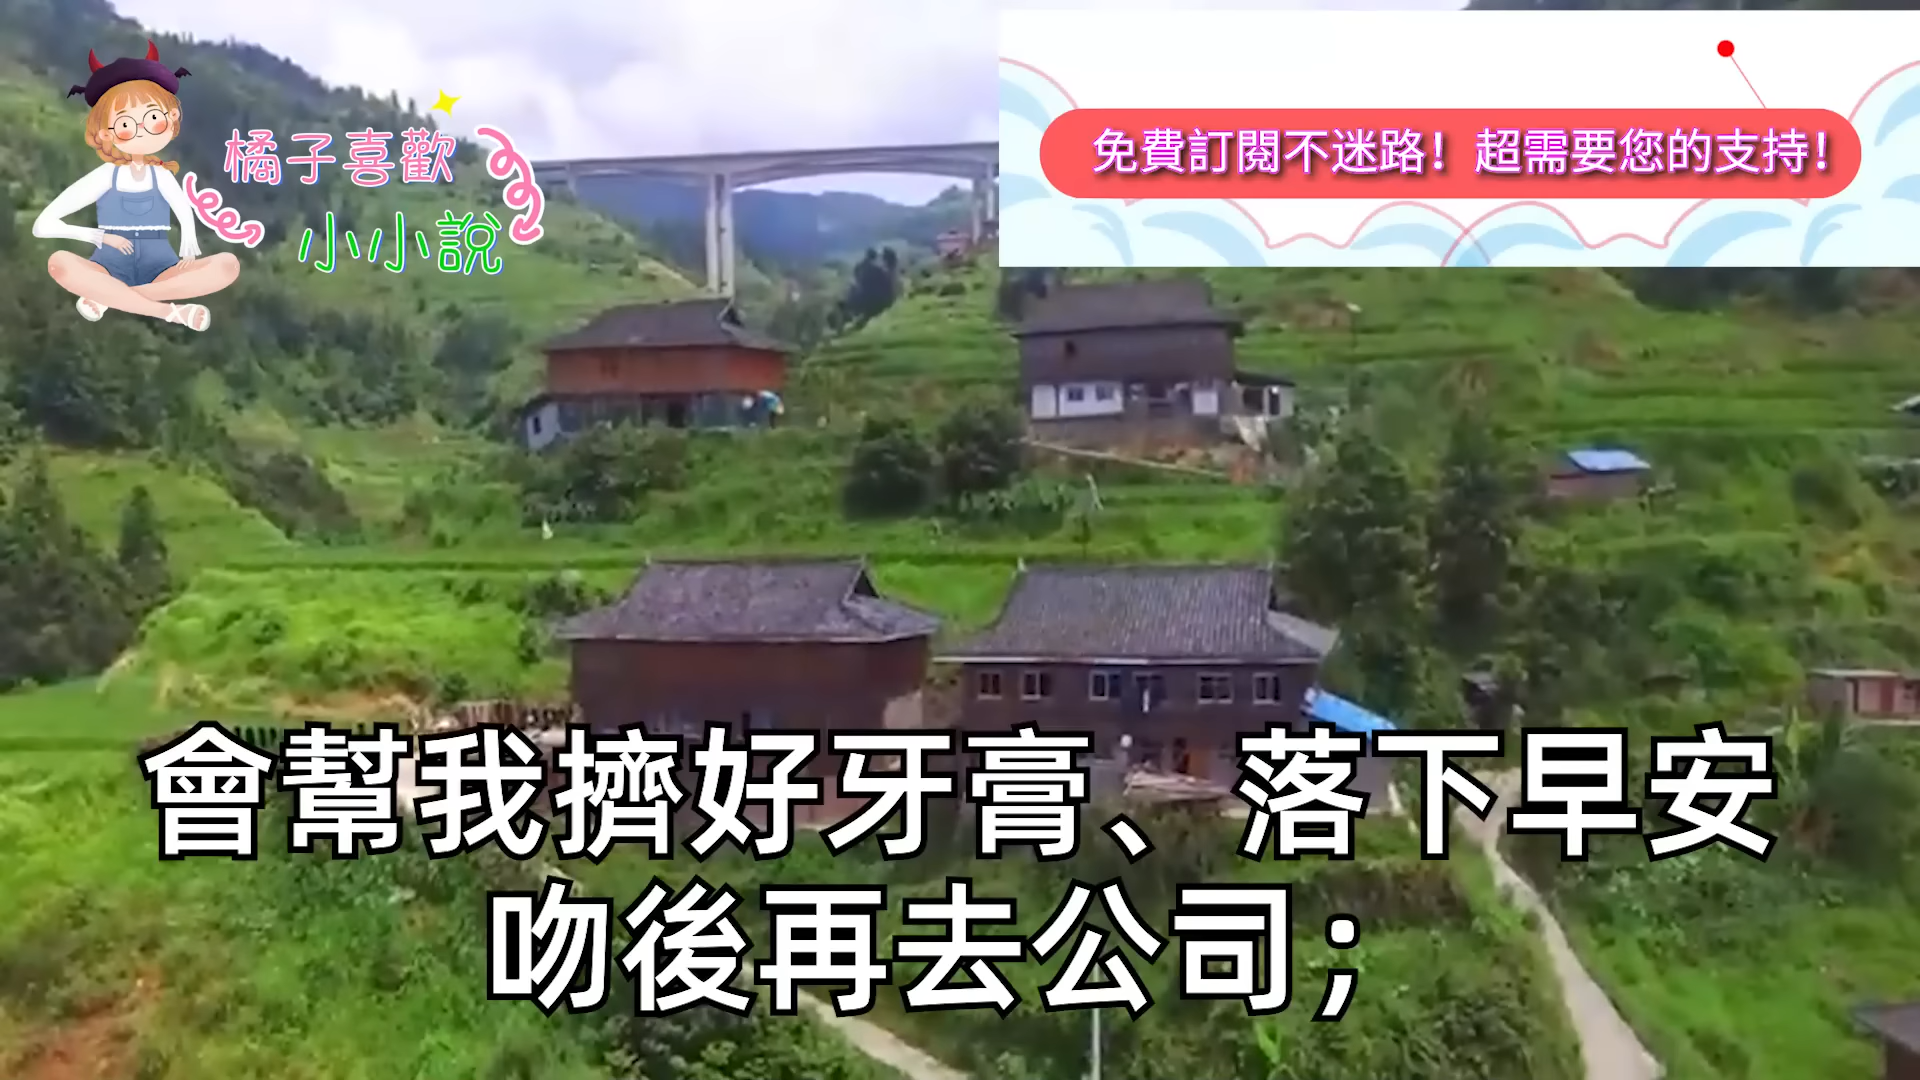 橘子喜歡
小小說
免費訂閱不迷路！超需要您的支持！
會幫我擠好牙膏、落下早安
吻後再去公司；